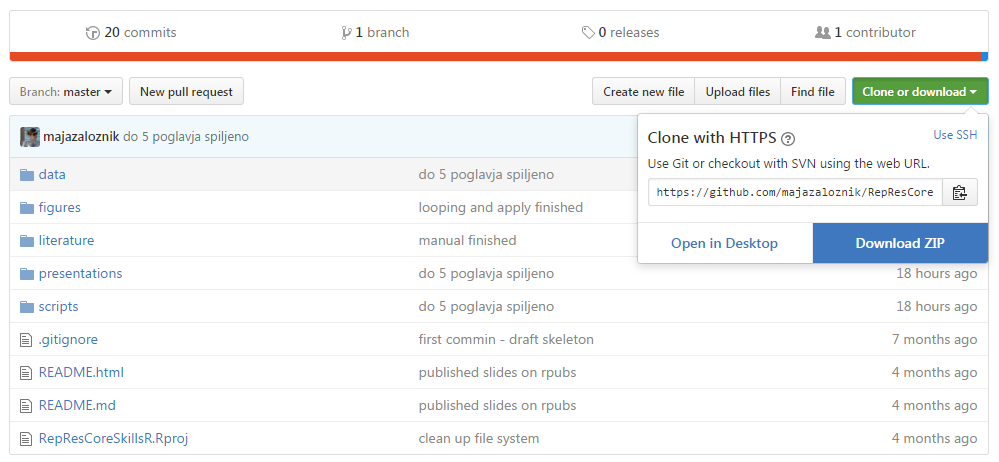 20 commits 1 branch 0 releases 1 contributor
Branch: master New pull request Create new file Upload files Find file Clone or download
majazaloznik do 5 poglavja spiljeno
Clone with HTTPS Use SSH
Use Git or checkout with SVN using the web URL.
https://github.com/majazaloznik/RepResCore
Open in Desktop Download ZIP
data do 5 poglavja spiljeno
figures looping and apply finished
literature manual finished
presentations do 5 poglavja spiljeno 18 hours ago
scripts do 5 poglavja spiljeno 18 hours ago
.gitignore first commin - draft skeleton 7 months ago
README.html published slides on rpubs 4 months ago
README.md published slides on rpubs 4 months ago
RepResCoreSkillsR.Rproj clean up file system 4 months ago